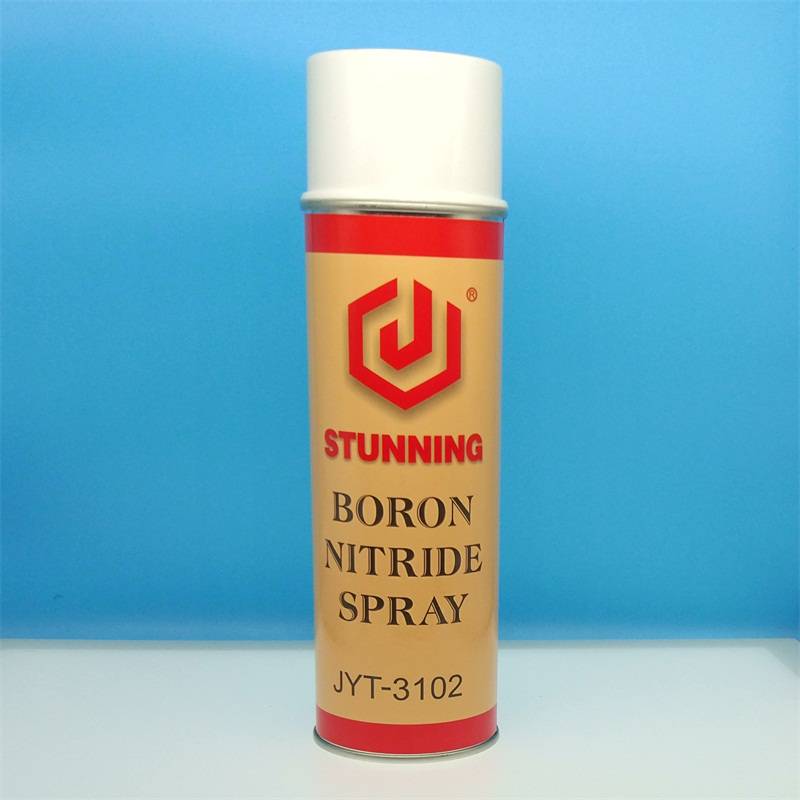 ®
STUNNING
BORON
NITRIDE
SPRAY
JYT-3102